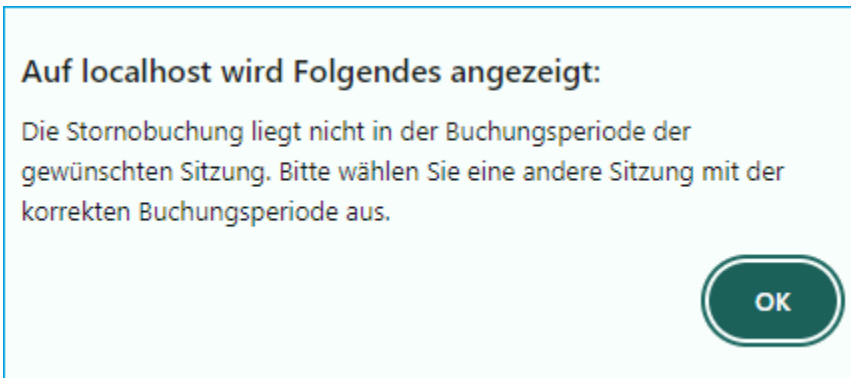 Auf localhost wird Folgendes angezeigt:
Die Stornobuchung liegt nicht in der Buchungsperiode der
gewünschten Sitzung. Bitte wählen Sie eine andere Sitzung mit der
korrekten Buchungsperiode aus.
OK